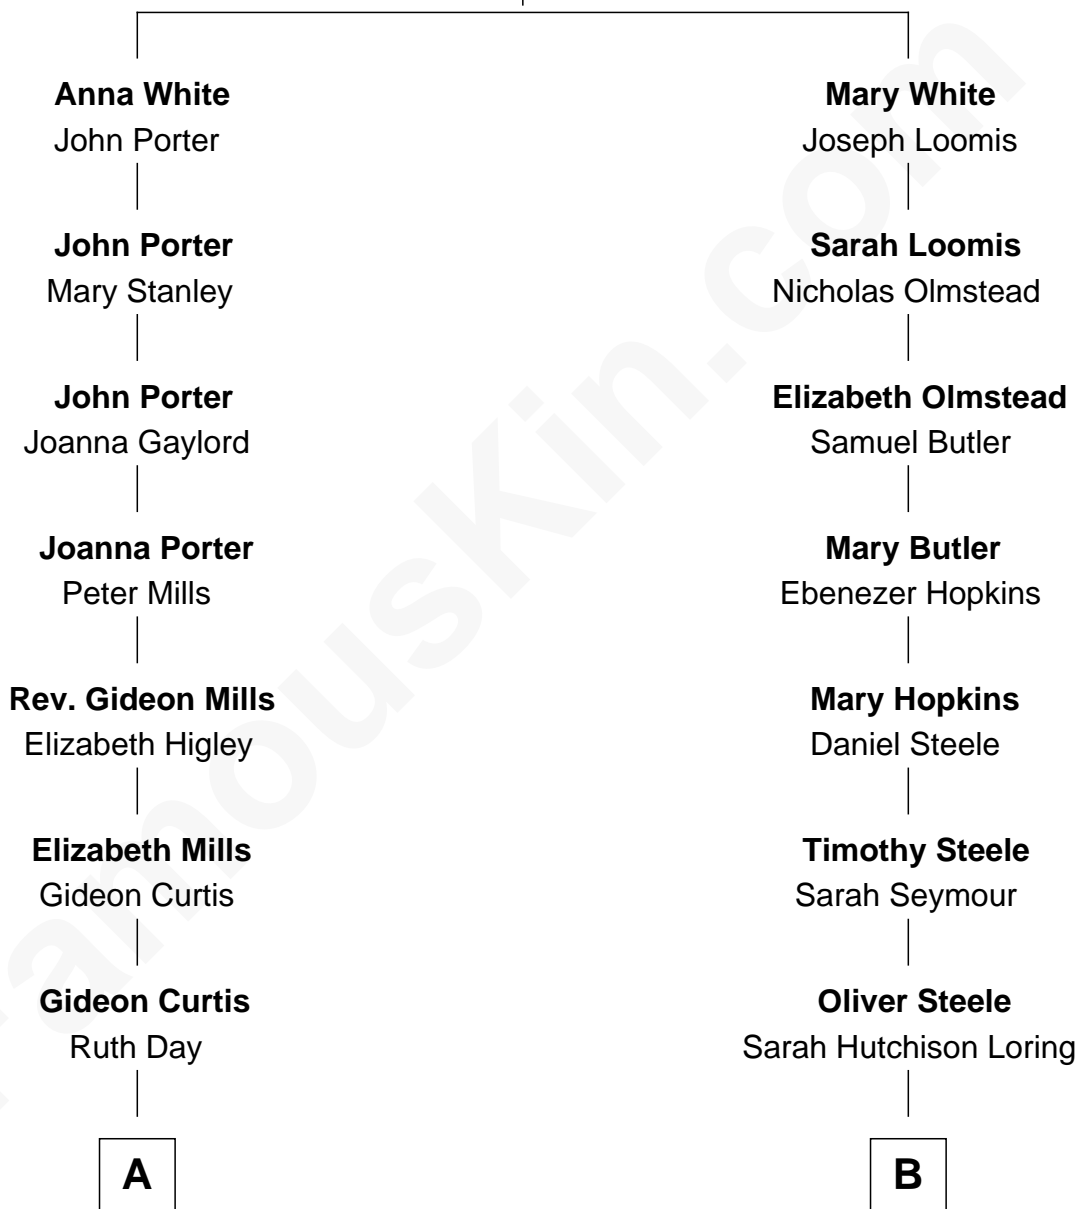 Anna White
John Porter
Mary White
Joseph Loomis
John Porter
Mary Stanley
Sarah Loomis
Nicholas Olmstead
John Porter
Joanna Gaylord
Elizabeth Olmstead
Samuel Butler
Joanna Porter
Peter Mills
Mary Butler
Ebenezer Hopkins
Rev. Gideon Mills
Elizabeth Higley
Mary Hopkins
Daniel Steele
Elizabeth Mills
Gideon Curtis
Timothy Steele
Sarah Seymour
Gideon Curtis
Ruth Day
Oliver Steele
Sarah Hutchison Loring
A
B
FamousKin.com